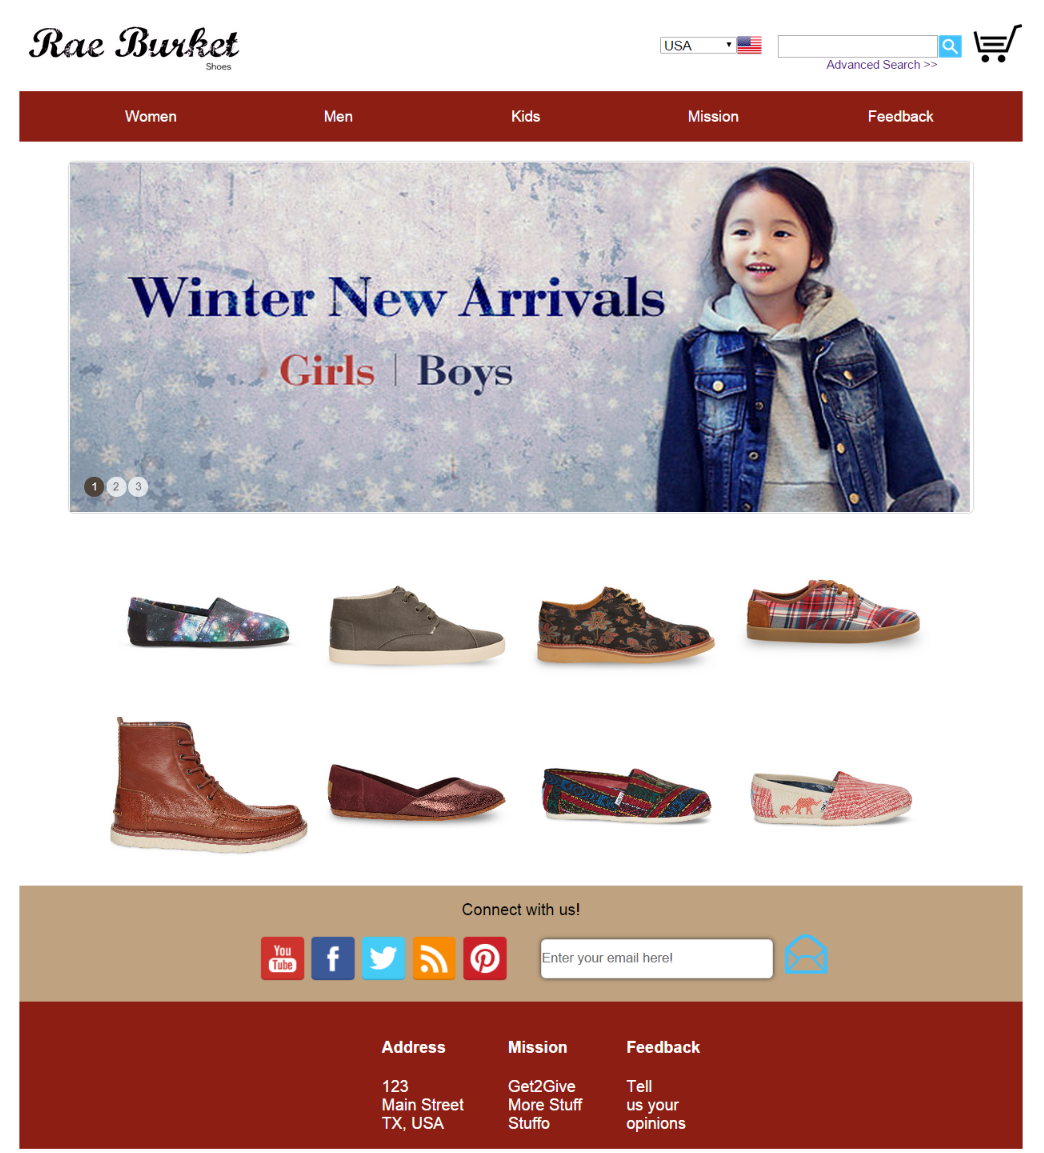 Rae Burket
Shoes
USA
Advanced Search >>
Women Men Kids Mission Feedback
Winter New Arrivals
Girls | Boys
1 2 3
Connect with us!
You
Tube
Enter your email here!
Address Mission Feedback
123 Get2Give Tell
Main Street More Stuff us your
TX, USA Stuffo opinions